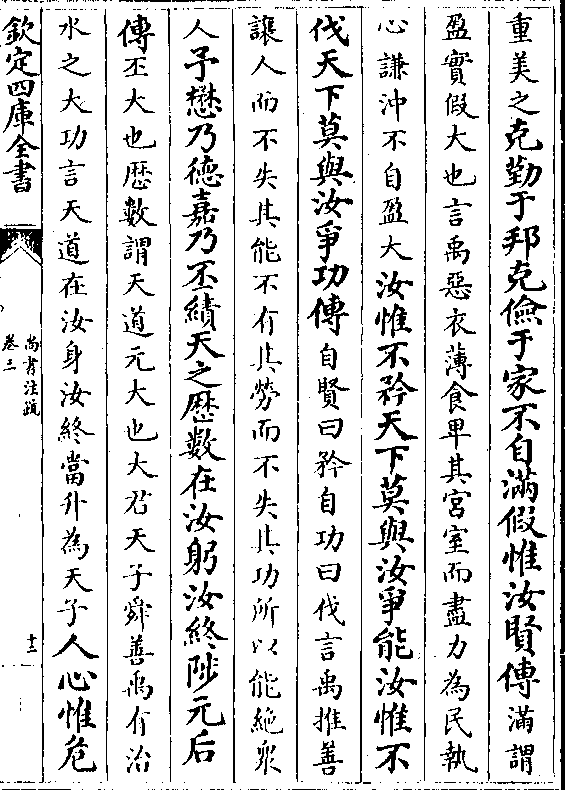 重美之克勤于邦克儉于家不自滿假惟汝賢傳滿謂
盈實假大也言禹惡衣薄食卑其宮室而盡力為民執
心謙沖不自盈大汝惟不矜天下莫與汝爭能汝惟不
伐天下莫與汝爭功傳自賢曰矜自功曰伐言禹推善
讓人而不失其能不有其勞而不失其功所以能絶衆
人予懋乃德嘉乃丕績天之厯數在汝躬汝終陟元后
傳丕大也厯數謂天道元大也大君天子舜善禹有治
水之大功言天道在汝身汝終當升為天子人心惟危
欽定四庫全書
尚書注疏
卷三
十三